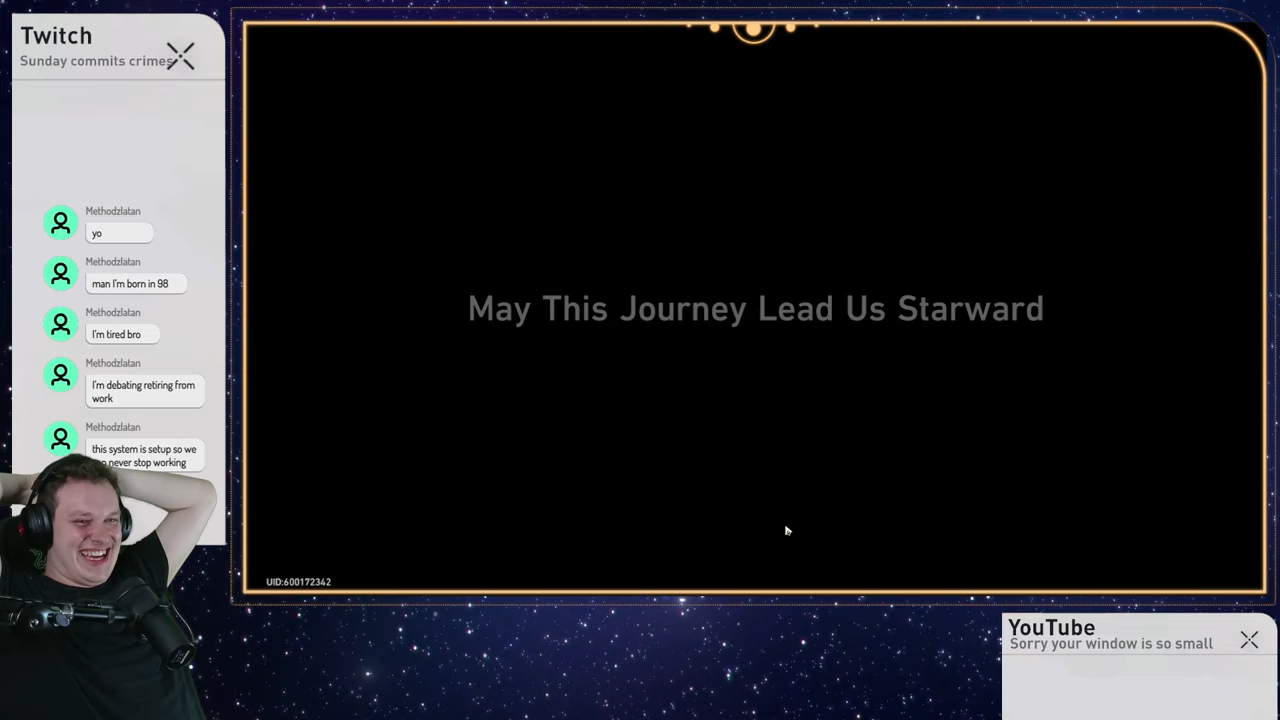 Twitch
Sunday commits crimes
Methodzlatan
yo
Methodzlatan
man I'm born in 98
Methodzlatan
I'm tired bro
Methodzlatan
I'm debating retiring from
work
Methodzlatan
this system is setup so we
never stop working
May This Journey Lead Us Starward
UID:600172342
YouTube
Sorry your window is so small